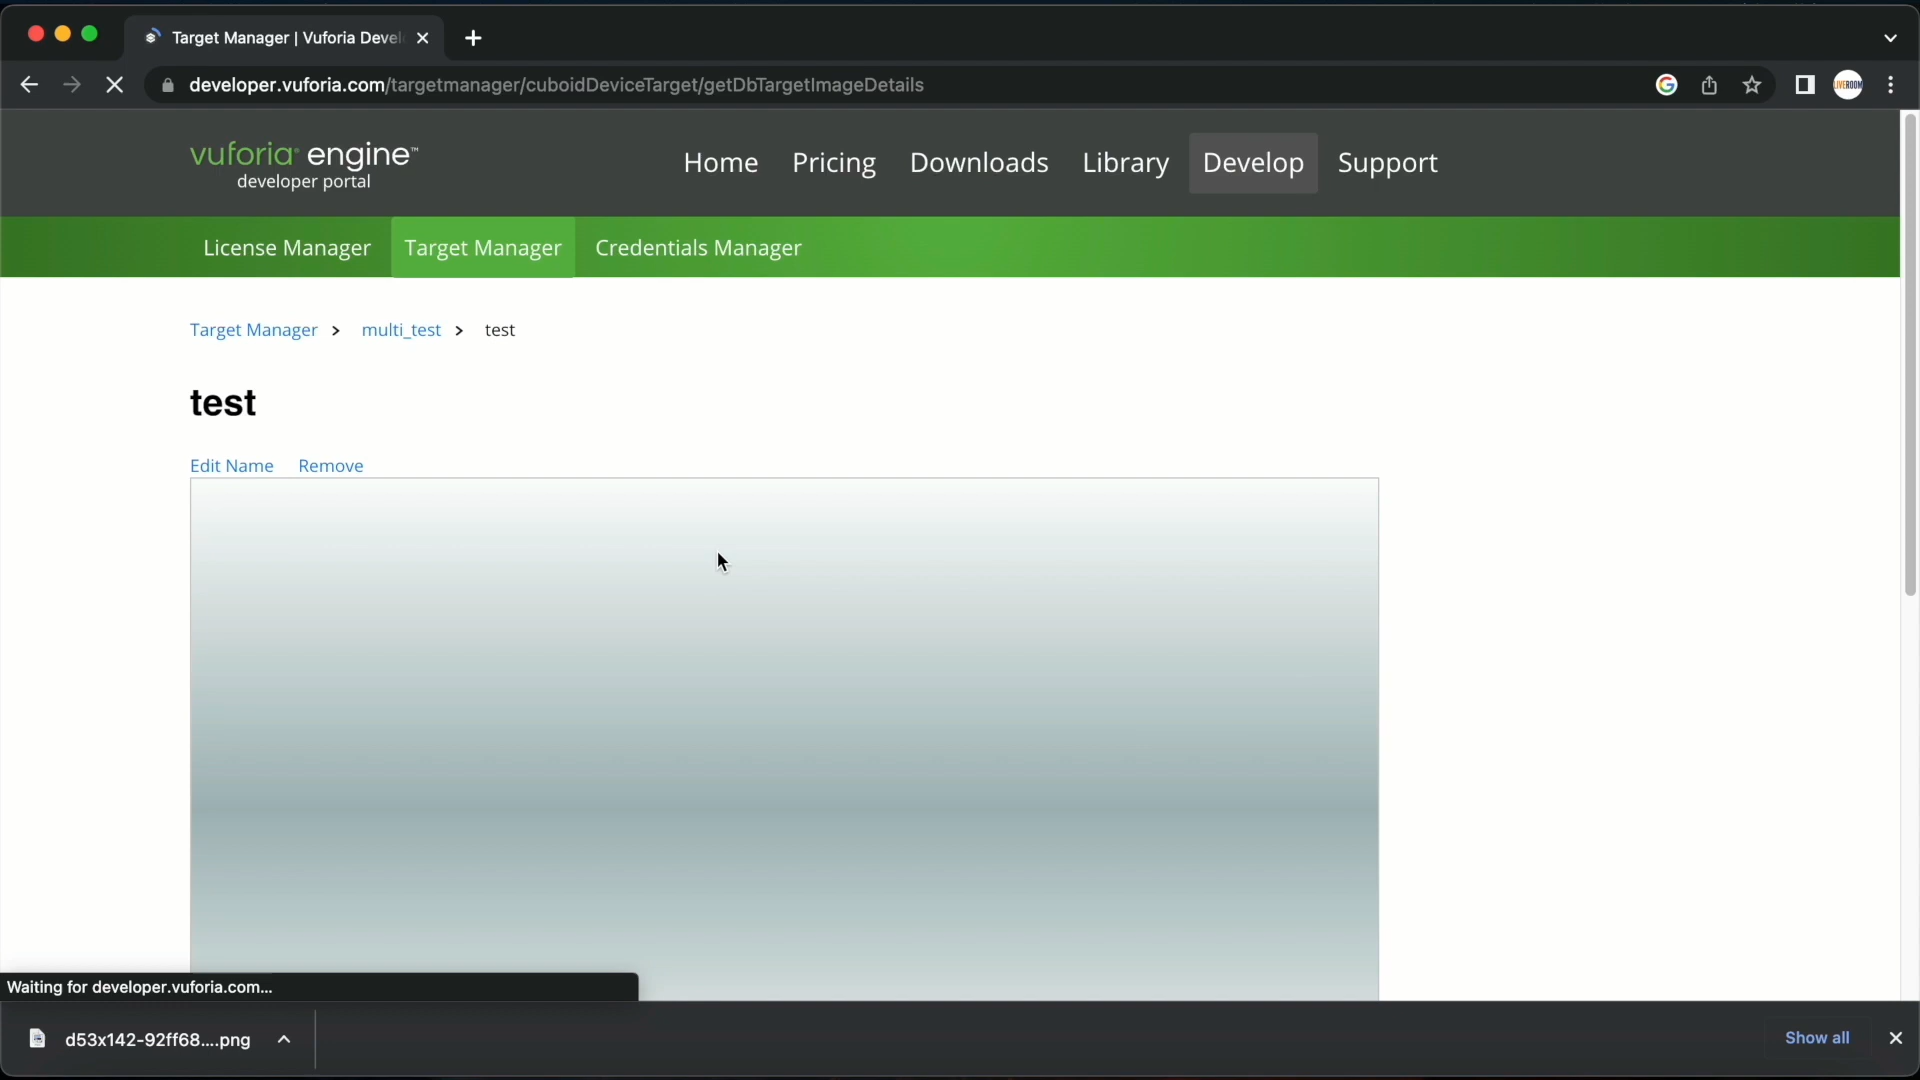 Target Manager | Vuforia Devel
developer.vuforia.com/targetmanager/cuboidDeviceTarget/getDbTargetImageDetails
LIVEROOM
vuforia® engine™
developer portal
Home Pricing Downloads Library Develop Support
License Manager Target Manager Credentials Manager
Target Manager > multi_test > test
test
Edit Name Remove
Waiting for developer.vuforia.com...
d53x142-92ff68....png
Show all